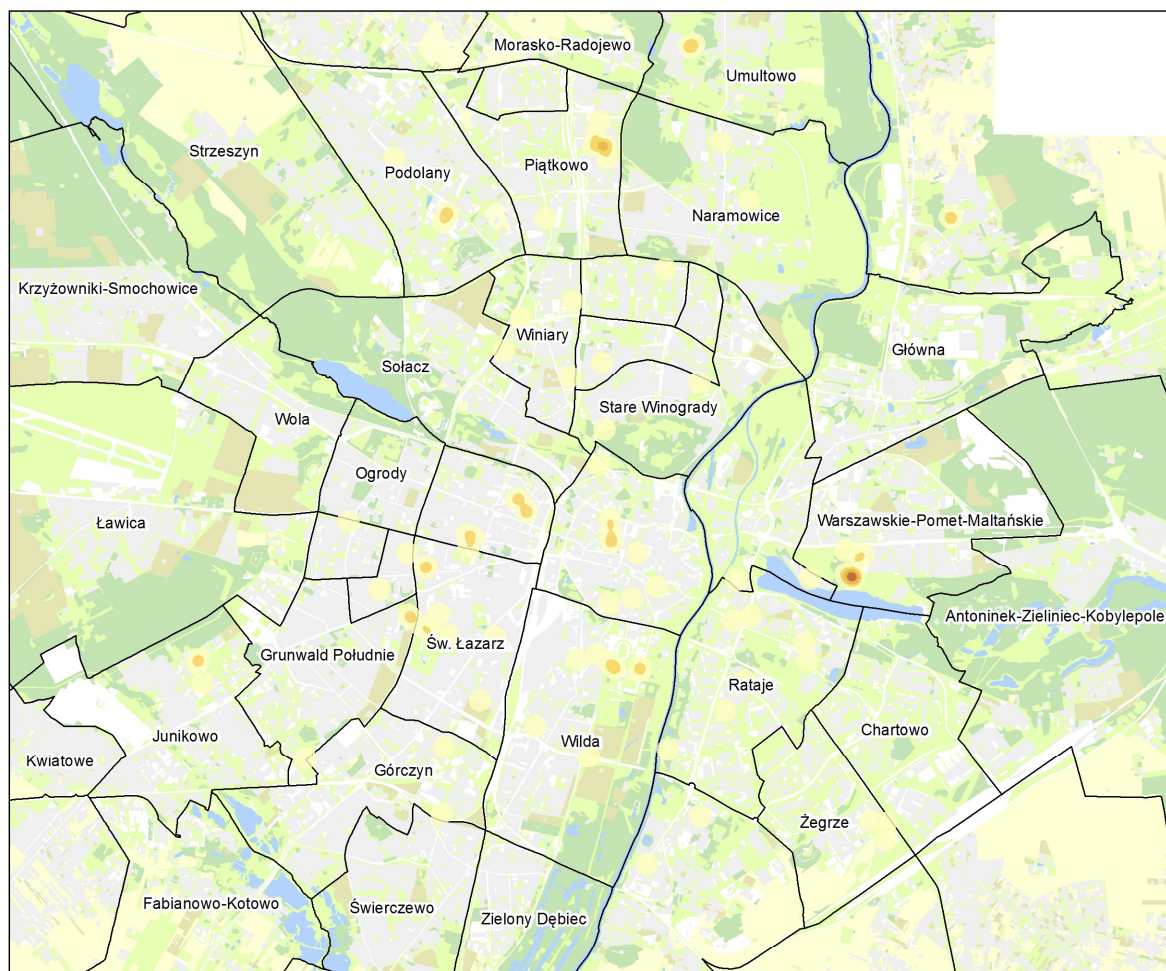 Morasko-Radojewo
Umultowo
Strzeszyn
Podolany
Piątkowo
Naramowice
Krzyżowniki-Smochowice
Winiary
Główna
Sołacz
Stare Winogrady
Wola
Ogrody
Ławica
Warszawskie-Pomet-Maltańskie
Antoninek-Zieliniec-Kobylepole
Św. Łazarz
Grunwald Południe
Rataje
Chartowo
Junikowo
Wilda
Kwiatowe
Górczyn
Żegrze
Fabianowo-Kotowo
Świerczewo
Zielony Dębiec